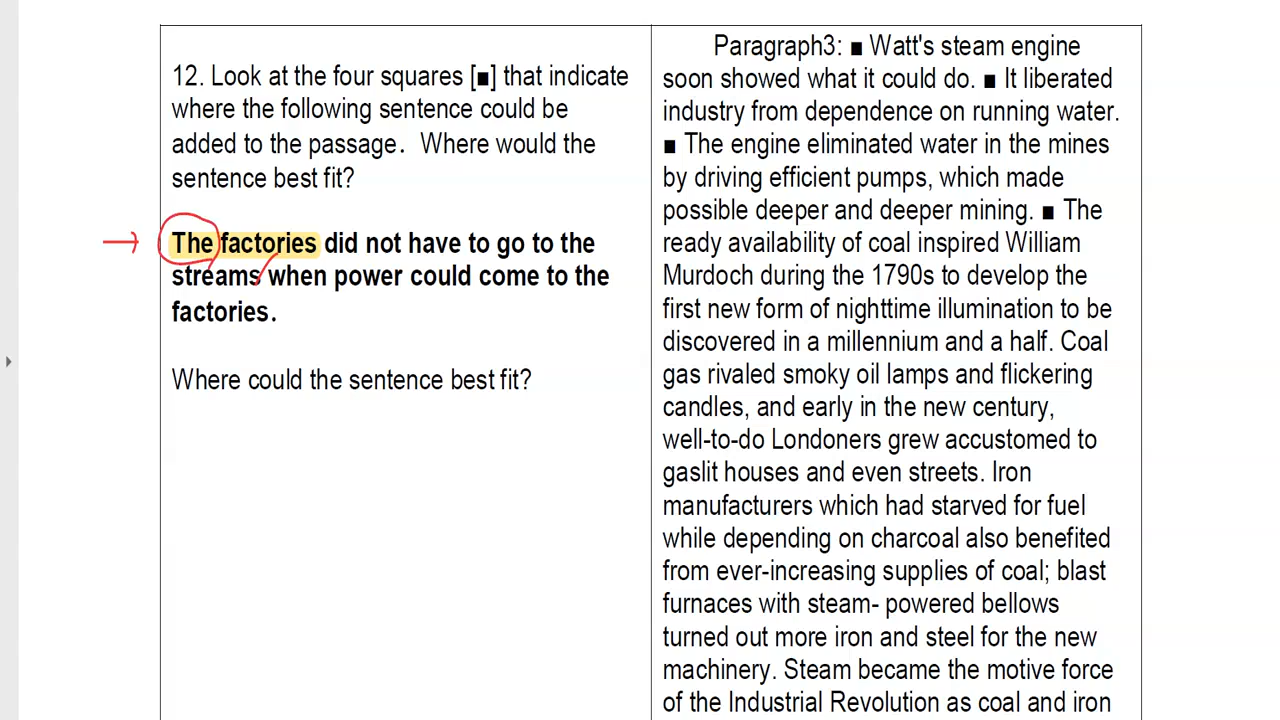 12. Look at the four squares [■] that indicate
where the following sentence could be
added to the passage.  Where would the
sentence best fit?
The factories did not have to go to the
streams when power could come to the
factories.
Where could the sentence best fit?
Paragraph3: ■ Watt's steam engine
soon showed what it could do. ■ It liberated
industry from dependence on running water.
■ The engine eliminated water in the mines
by driving efficient pumps, which made
possible deeper and deeper mining. ■ The
ready availability of coal inspired William
Murdoch during the 1790s to develop the
first new form of nighttime illumination to be
discovered in a millennium and a half. Coal
gas rivaled smoky oil lamps and flickering
candles, and early in the new century,
well-to-do Londoners grew accustomed to
gaslit houses and even streets. Iron
manufacturers which had starved for fuel
while depending on charcoal also benefited
from ever-increasing supplies of coal; blast
furnaces with steam- powered bellows
turned out more iron and steel for the new
machinery. Steam became the motive force
of the Industrial Revolution as coal and iron